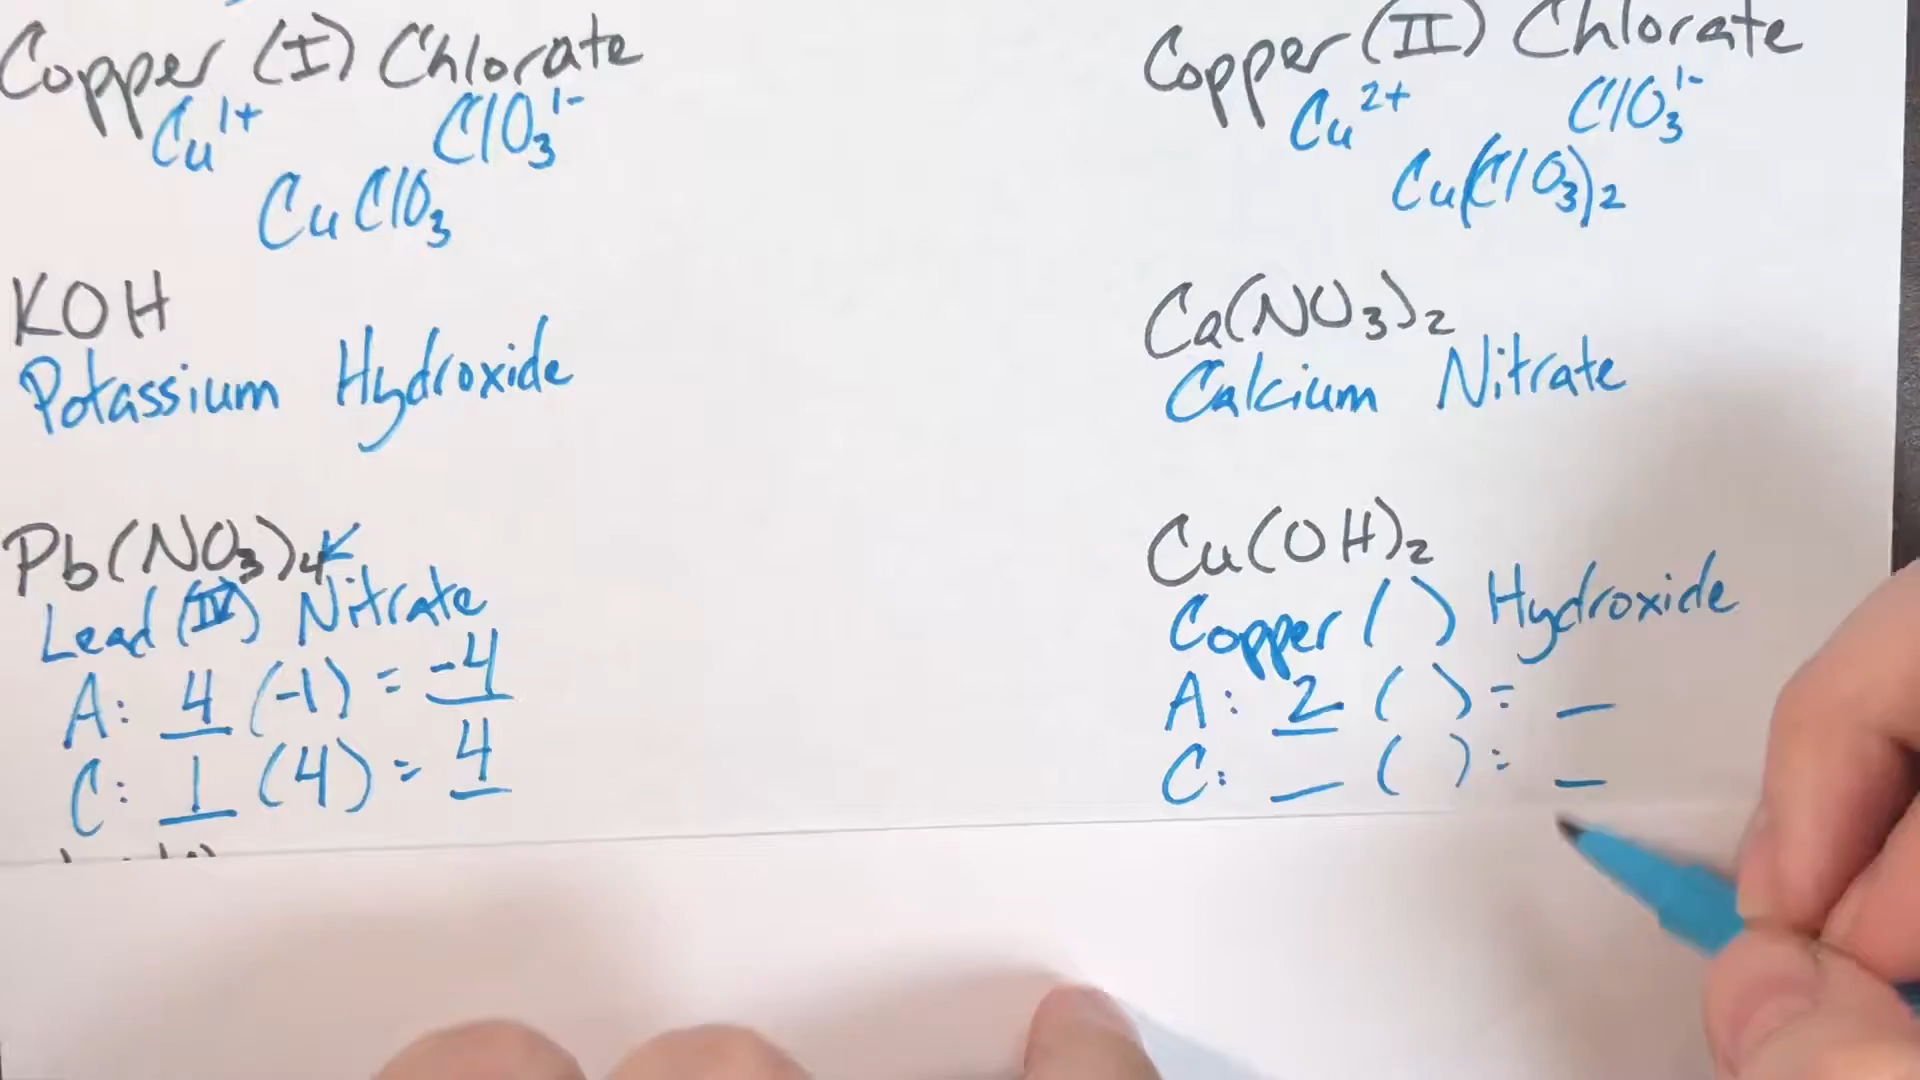 Copper (I) Chlorate
Cu¹⁺ ClO₃¹⁻
CuClO₃
Copper (II) Chlorate
Cu²⁺ ClO₃¹⁻
Cu(ClO₃)₂
KOH
Potassium Hydroxide
Ca(NO₃)₂
Calcium Nitrate
Pb(NO₃)₄
Lead (IV) Nitrate
A: 4 (-1) = -4
C: 1 (4) = 4
Cu(OH)₂
Copper ( ) Hydroxide
A: 2 ( ) = _
C: _ ( ) = _